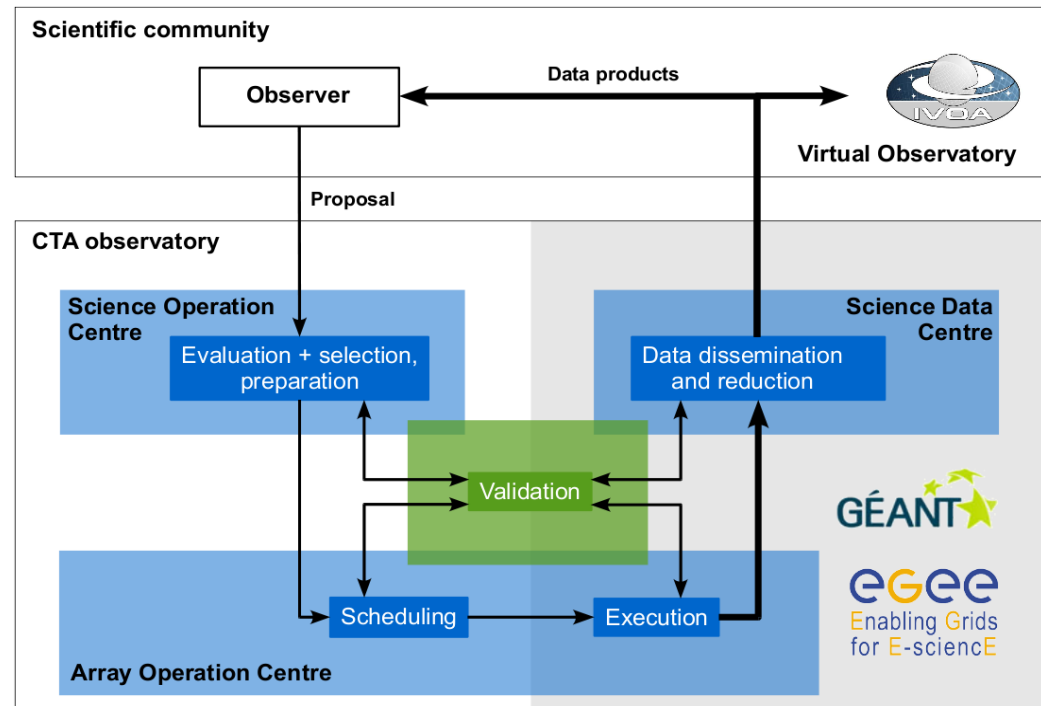 Scientific community
Data products
Observer
IVOA
Virtual Observatory
Proposal
CTA observatory
Science Operation
Centre
Science Data
Centre
Evaluation + selection,
preparation
Data dissemination
and reduction
Validation
GÉANT
eGee
Enabling Grids
for E-sciencE
Scheduling
Execution
Array Operation Centre